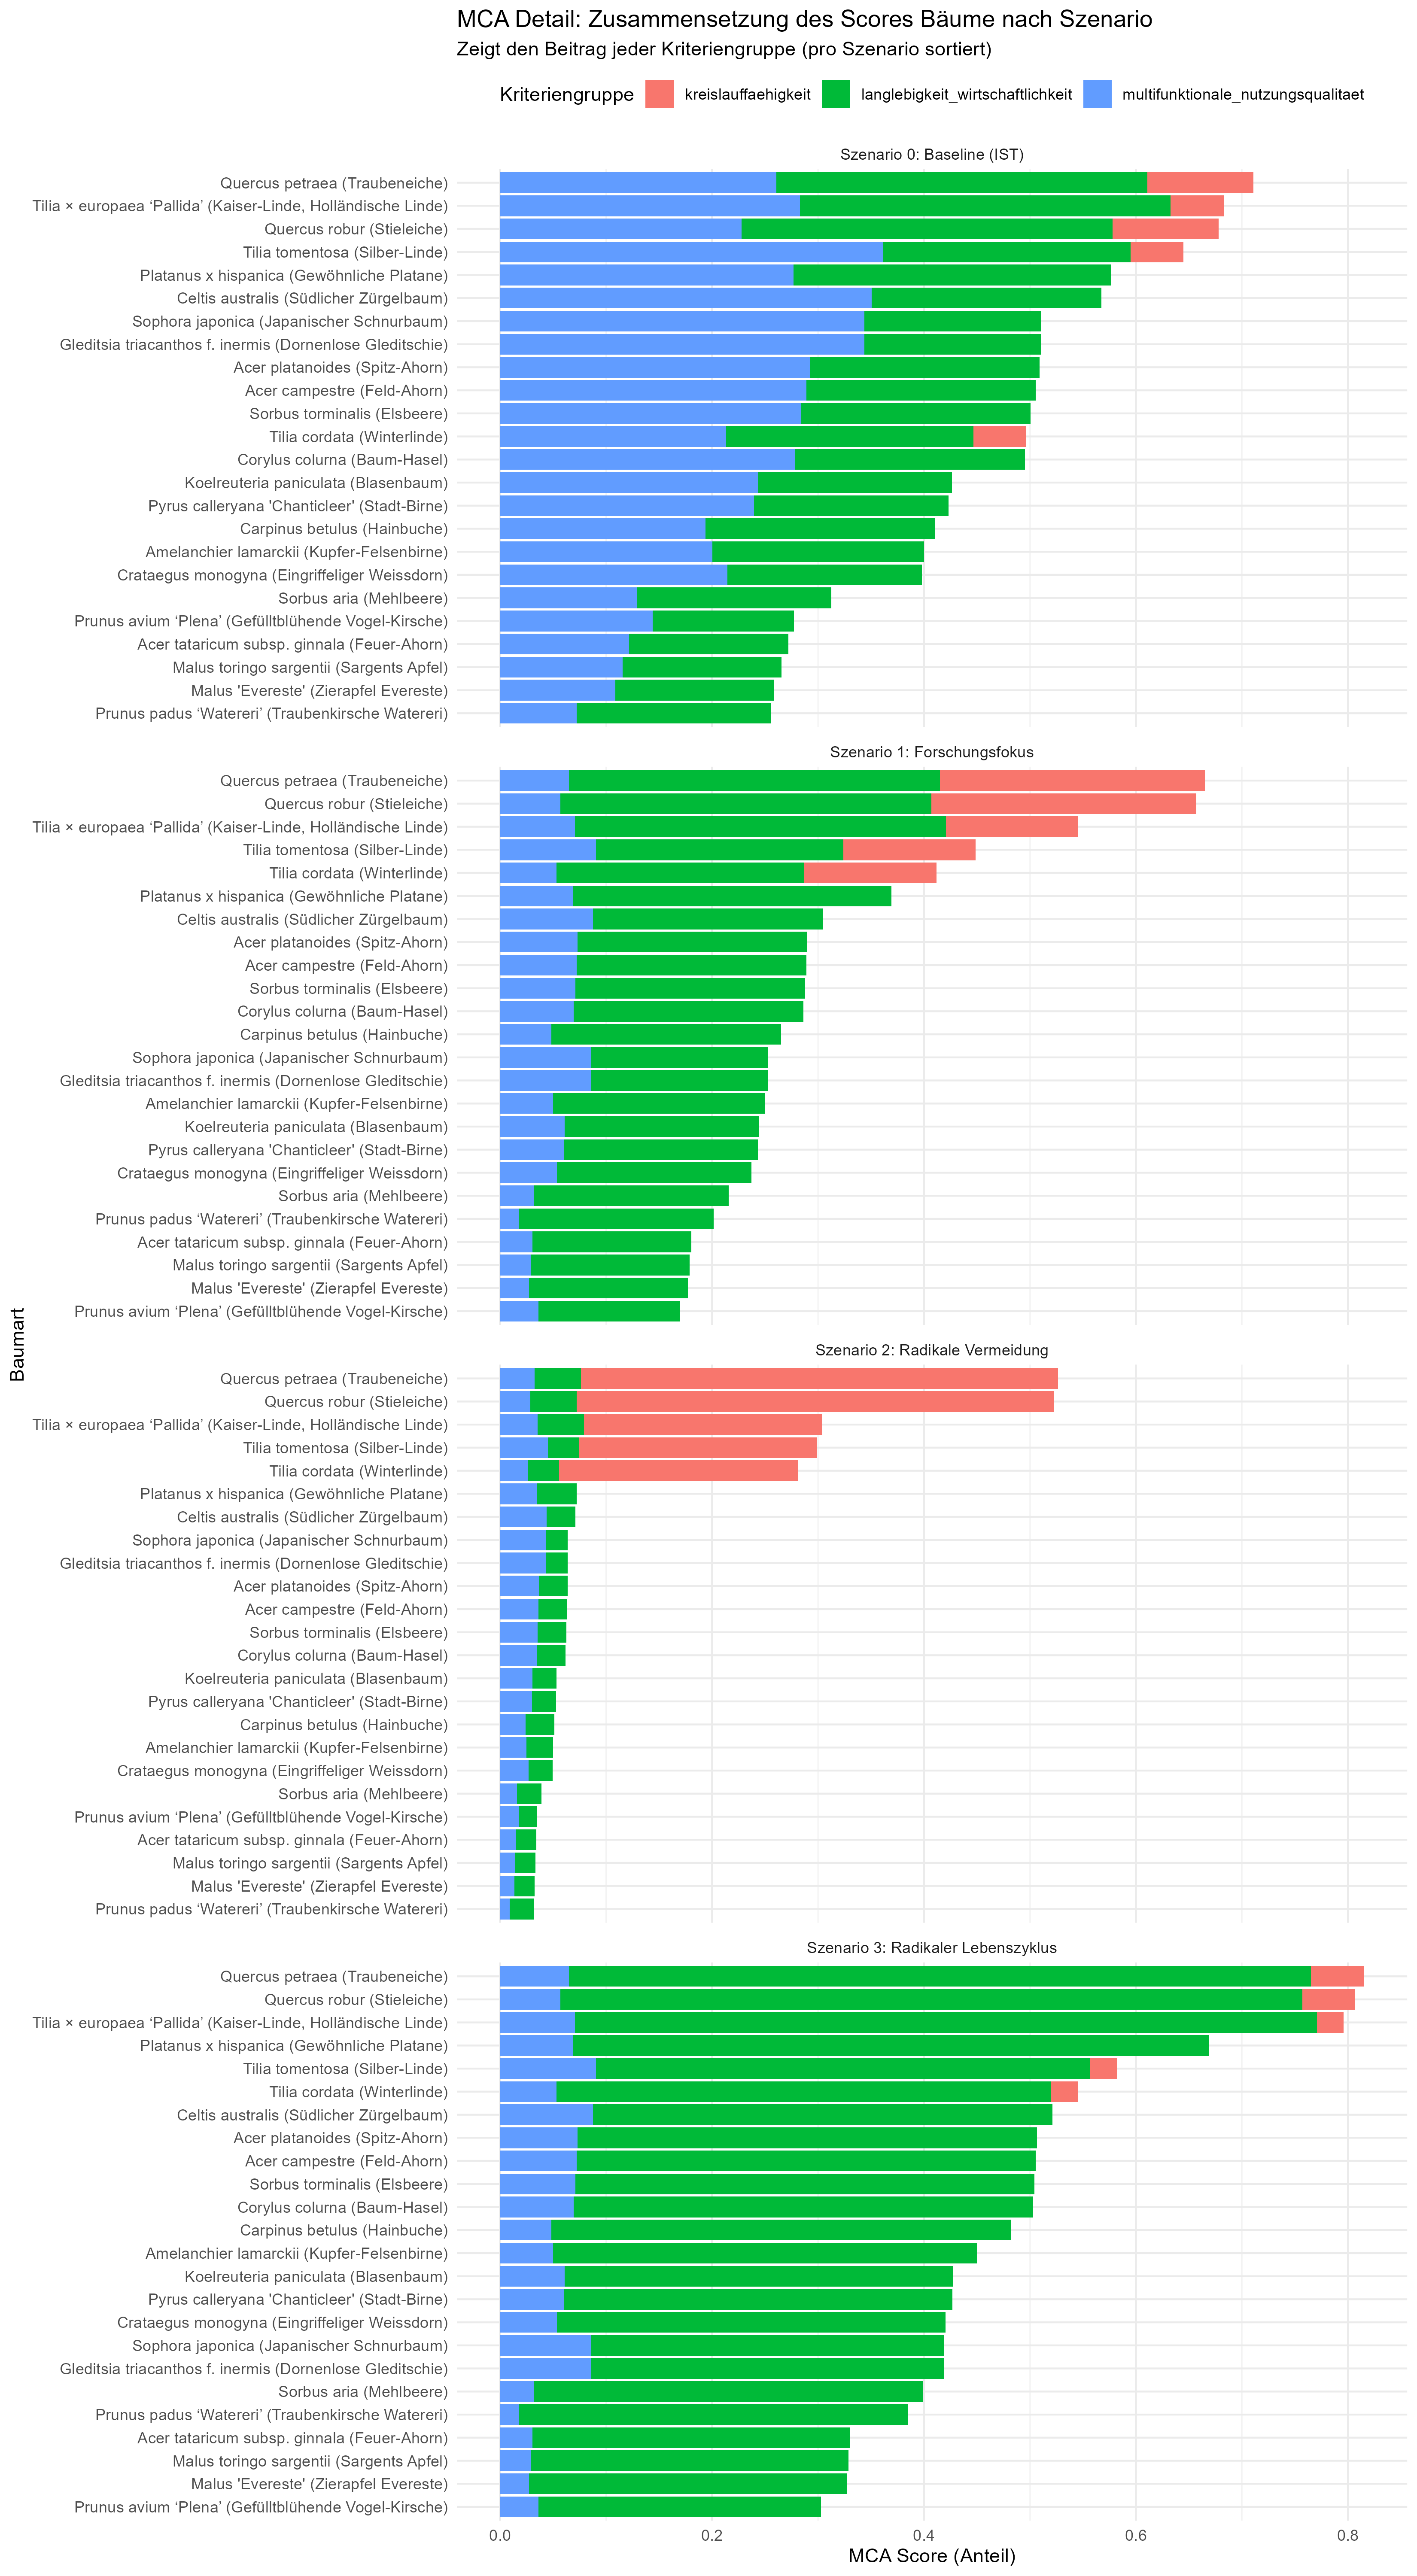 MCA Detail: Zusammensetzung des Scores Bäume nach Szenario
Zeigt den Beitrag jeder Kriteriengruppe (pro Szenario sortiert)
Kriteriengruppe kreislauffaehigkeit langlebigkeit_wirtschaftlichkeit multifunktionale_nutzungsqualitaet
Szenario 0: Baseline (IST)
Quercus petraea (Traubeneiche)
Tilia × europaea ‘Pallida’ (Kaiser-Linde, Holländische Linde)
Quercus robur (Stieleiche)
Tilia tomentosa (Silber-Linde)
Platanus x hispanica (Gewöhnliche Platane)
Celtis australis (Südlicher Zürgelbaum)
Sophora japonica (Japanischer Schnurbaum)
Gleditsia triacanthos f. inermis (Dornenlose Gleditschie)
Acer platanoides (Spitz-Ahorn)
Acer campestre (Feld-Ahorn)
Sorbus torminalis (Elsbeere)
Tilia cordata (Winterlinde)
Corylus colurna (Baum-Hasel)
Koelreuteria paniculata (Blasenbaum)
Pyrus calleryana 'Chanticleer' (Stadt-Birne)
Carpinus betulus (Hainbuche)
Amelanchier lamarckii (Kupfer-Felsenbirne)
Crataegus monogyna (Eingriffeliger Weissdorn)
Sorbus aria (Mehlbeere)
Prunus avium ‘Plena’ (Gefülltblühende Vogel-Kirsche)
Acer tataricum subsp. ginnala (Feuer-Ahorn)
Malus toringo sargentii (Sargents Apfel)
Malus 'Evereste' (Zierapfel Evereste)
Prunus padus ‘Watereri’ (Traubenkirsche Watereri)
Szenario 1: Forschungsfokus
Quercus petraea (Traubeneiche)
Quercus robur (Stieleiche)
Tilia × europaea ‘Pallida’ (Kaiser-Linde, Holländische Linde)
Tilia tomentosa (Silber-Linde)
Tilia cordata (Winterlinde)
Platanus x hispanica (Gewöhnliche Platane)
Celtis australis (Südlicher Zürgelbaum)
Acer platanoides (Spitz-Ahorn)
Acer campestre (Feld-Ahorn)
Sorbus torminalis (Elsbeere)
Corylus colurna (Baum-Hasel)
Carpinus betulus (Hainbuche)
Sophora japonica (Japanischer Schnurbaum)
Gleditsia triacanthos f. inermis (Dornenlose Gleditschie)
Amelanchier lamarckii (Kupfer-Felsenbirne)
Koelreuteria paniculata (Blasenbaum)
Pyrus calleryana 'Chanticleer' (Stadt-Birne)
Crataegus monogyna (Eingriffeliger Weissdorn)
Sorbus aria (Mehlbeere)
Prunus padus ‘Watereri’ (Traubenkirsche Watereri)
Acer tataricum subsp. ginnala (Feuer-Ahorn)
Malus toringo sargentii (Sargents Apfel)
Malus 'Evereste' (Zierapfel Evereste)
Prunus avium ‘Plena’ (Gefülltblühende Vogel-Kirsche)
Baumart
Szenario 2: Radikale Vermeidung
Quercus petraea (Traubeneiche)
Quercus robur (Stieleiche)
Tilia × europaea ‘Pallida’ (Kaiser-Linde, Holländische Linde)
Tilia tomentosa (Silber-Linde)
Tilia cordata (Winterlinde)
Platanus x hispanica (Gewöhnliche Platane)
Celtis australis (Südlicher Zürgelbaum)
Sophora japonica (Japanischer Schnurbaum)
Gleditsia triacanthos f. inermis (Dornenlose Gleditschie)
Acer platanoides (Spitz-Ahorn)
Acer campestre (Feld-Ahorn)
Sorbus torminalis (Elsbeere)
Corylus colurna (Baum-Hasel)
Koelreuteria paniculata (Blasenbaum)
Pyrus calleryana 'Chanticleer' (Stadt-Birne)
Carpinus betulus (Hainbuche)
Amelanchier lamarckii (Kupfer-Felsenbirne)
Crataegus monogyna (Eingriffeliger Weissdorn)
Sorbus aria (Mehlbeere)
Prunus avium ‘Plena’ (Gefülltblühende Vogel-Kirsche)
Acer tataricum subsp. ginnala (Feuer-Ahorn)
Malus toringo sargentii (Sargents Apfel)
Malus 'Evereste' (Zierapfel Evereste)
Prunus padus ‘Watereri’ (Traubenkirsche Watereri)
Szenario 3: Radikaler Lebenszyklus
Quercus petraea (Traubeneiche)
Quercus robur (Stieleiche)
Tilia × europaea ‘Pallida’ (Kaiser-Linde, Holländische Linde)
Platanus x hispanica (Gewöhnliche Platane)
Tilia tomentosa (Silber-Linde)
Tilia cordata (Winterlinde)
Celtis australis (Südlicher Zürgelbaum)
Acer platanoides (Spitz-Ahorn)
Acer campestre (Feld-Ahorn)
Sorbus torminalis (Elsbeere)
Corylus colurna (Baum-Hasel)
Carpinus betulus (Hainbuche)
Amelanchier lamarckii (Kupfer-Felsenbirne)
Koelreuteria paniculata (Blasenbaum)
Pyrus calleryana 'Chanticleer' (Stadt-Birne)
Crataegus monogyna (Eingriffeliger Weissdorn)
Sophora japonica (Japanischer Schnurbaum)
Gleditsia triacanthos f. inermis (Dornenlose Gleditschie)
Sorbus aria (Mehlbeere)
Prunus padus ‘Watereri’ (Traubenkirsche Watereri)
Acer tataricum subsp. ginnala (Feuer-Ahorn)
Malus toringo sargentii (Sargents Apfel)
Malus 'Evereste' (Zierapfel Evereste)
Prunus avium ‘Plena’ (Gefülltblühende Vogel-Kirsche)
0.0 0.2 0.4 0.6 0.8
MCA Score (Anteil)